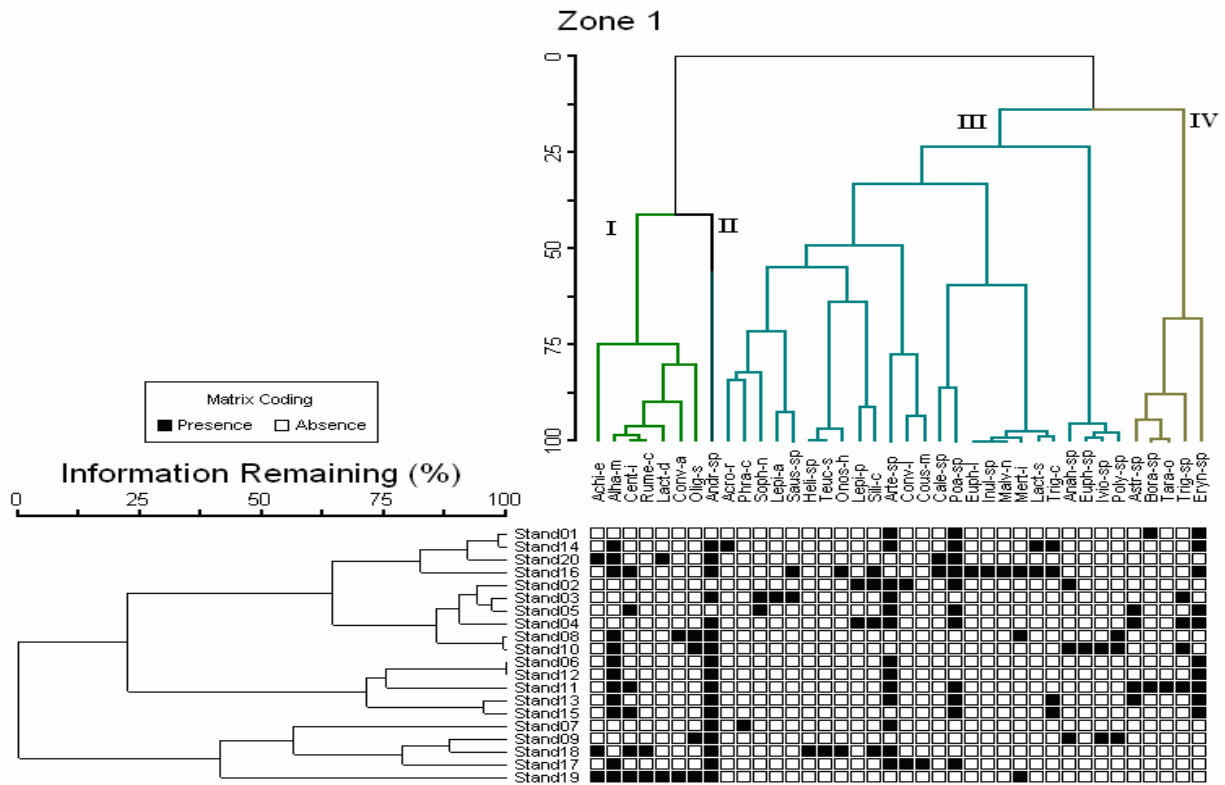 Zone 1
0
25
50
75
100
I
II
III
IV
Matrix Coding
Presence Absence
Information Remaining (%)
0 25 50 75 100
Achi-e
Alha-m
Cent-i
Rume-c
Lact-d
Conv-a
Olig-s
Andr-sp
Acro-r
Phra-c
Soph-n
Lepi-a
Saus-sp
Heli-sp
Teuc-s
Onos-h
Lepi-p
Sili-c
Arte-sp
Conv-l
Cous-m
Cale-sp
Poa-sp
Euph-l
Inul-sp
Malv-n
Mert-i
Lact-s
Trig-c
Anah-sp
Euph-sp
Ivio-sp
Poly-sp
Astr-sp
Bora-sp
Tara-o
Trig-sp
Eryn-sp
Stand01
Stand14
Stand20
Stand16
Stand02
Stand03
Stand05
Stand04
Stand08
Stand10
Stand06
Stand12
Stand11
Stand13
Stand15
Stand07
Stand09
Stand18
Stand17
Stand19